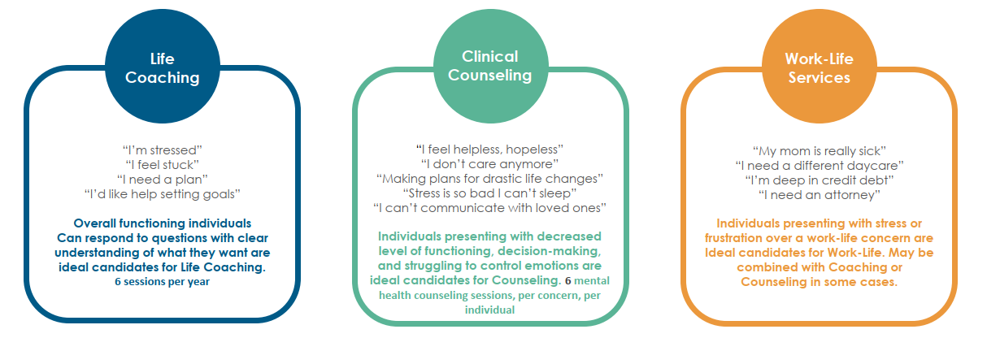 Life
Coaching
“I’m stressed”
“I feel stuck”
“I need a plan”
“I’d like help setting goals”
Overall functioning individuals
Can respond to questions with clear
understanding of what they want are
ideal candidates for Life Coaching.
6 sessions per year
Clinical
Counseling
“I feel helpless, hopeless”
“I don’t care anymore”
“Making plans for drastic life changes”
“Stress is so bad I can’t sleep”
“I can’t communicate with loved ones”
Individuals presenting with decreased
level of functioning, decision-making,
and struggling to control emotions are
ideal candidates for Counseling. 6 mental
health counseling sessions, per concern, per
individual
Work-Life
Services
“My mom is really sick”
“I need a different daycare”
“I’m deep in credit debt”
“I need an attorney”
Individuals presenting with stress or
frustration over a work-life concern are
Ideal candidates for Work-Life. May be
combined with Coaching or
Counseling in some cases.